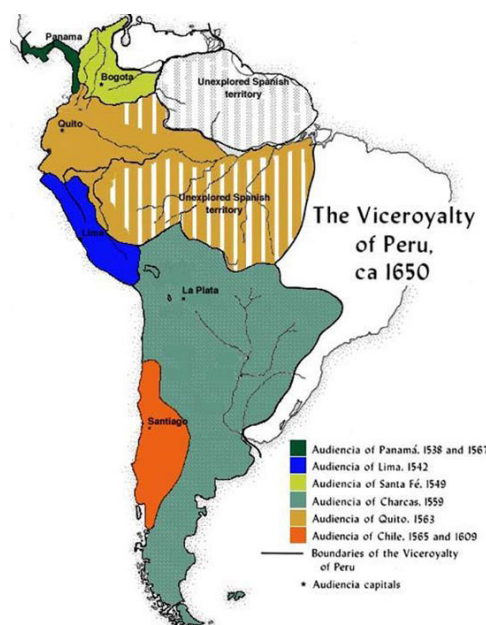 Panama
Bogota
Unexplored Spanish
territory
Quito
Unexplored Spanish
territory
The Viceroyalty
of Peru,
ca 1650
Lima
La Plata
Santiago
Audiencia of Panamá, 1538 and 1567
Audiencia of Lima, 1542
Audiencia of Santa Fé, 1549
Audiencia of Charcas, 1559
Audiencia of Quito, 1563
Audiencia of Chile, 1565 and 1609
Boundaries of the Viceroyalty
of Peru
* Audiencia capitals